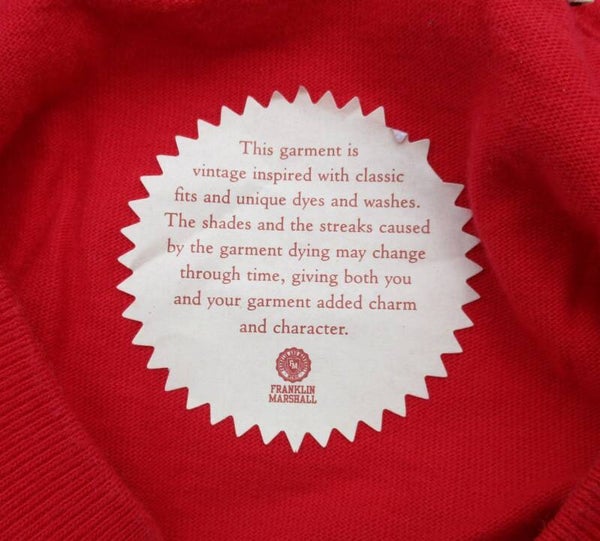 This garment is
vintage inspired with classic
fits and unique dyes and washes.
The shades and the streaks caused
by the garment dying may change
through time, giving both you
and your garment added charm
and character.
FM
FRANKLIN
MARSHALL